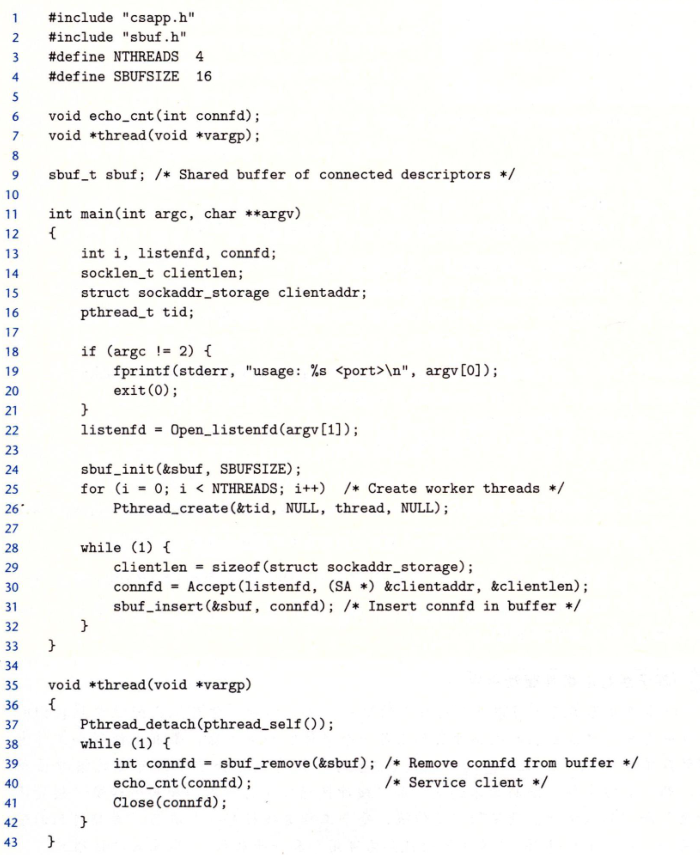 1 #include "csapp.h"
2 #include "sbuf.h"
3 #define NTHREADS  4
4 #define SBUFSIZE  16
5
6 void echo_cnt(int connfd);
7 void *thread(void *vargp);
8
9 sbuf_t sbuf; /* Shared buffer of connected descriptors */
10
11 int main(int argc, char **argv)
12 {
13     int i, listenfd, connfd;
14     socklen_t clientlen;
15     struct sockaddr_storage clientaddr;
16     pthread_t tid;
17
18     if (argc != 2) {
19         fprintf(stderr, "usage: %s <port>\n", argv[0]);
20         exit(0);
21     }
22     listenfd = Open_listenfd(argv[1]);
23
24     sbuf_init(&sbuf, SBUFSIZE);
25     for (i = 0; i < NTHREADS; i++)  /* Create worker threads */
26         Pthread_create(&tid, NULL, thread, NULL);
27
28     while (1) {
29         clientlen = sizeof(struct sockaddr_storage);
30         connfd = Accept(listenfd, (SA *) &clientaddr, &clientlen);
31         sbuf_insert(&sbuf, connfd); /* Insert connfd in buffer */
32     }
33 }
34
35 void *thread(void *vargp)
36 {
37     Pthread_detach(pthread_self());
38     while (1) {
39         int connfd = sbuf_remove(&sbuf); /* Remove connfd from buffer */
40         echo_cnt(connfd);                /* Service client */
41         Close(connfd);
42     }
43 }